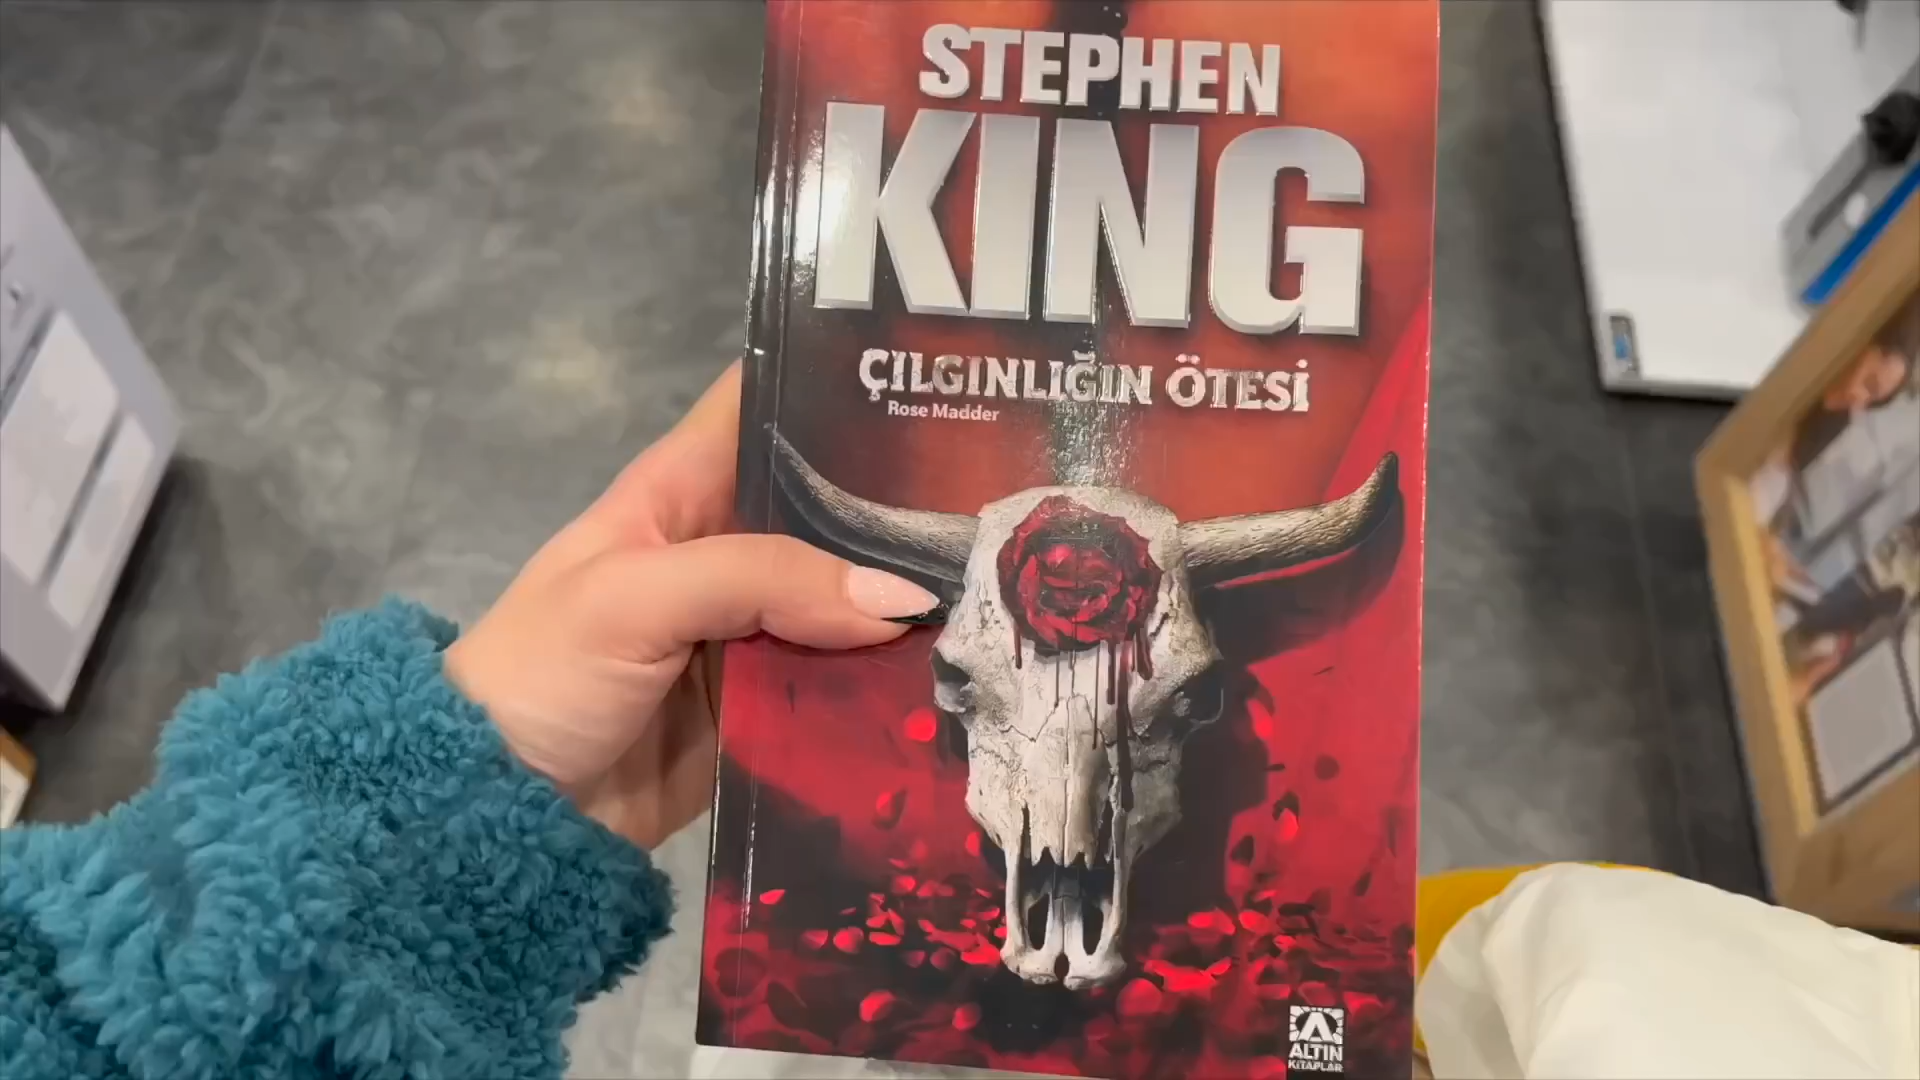 STEPHEN
KING
ÇILGINLIĞIN ÖTESİ
Rose Madder
ALTIN
KİTAPLAR